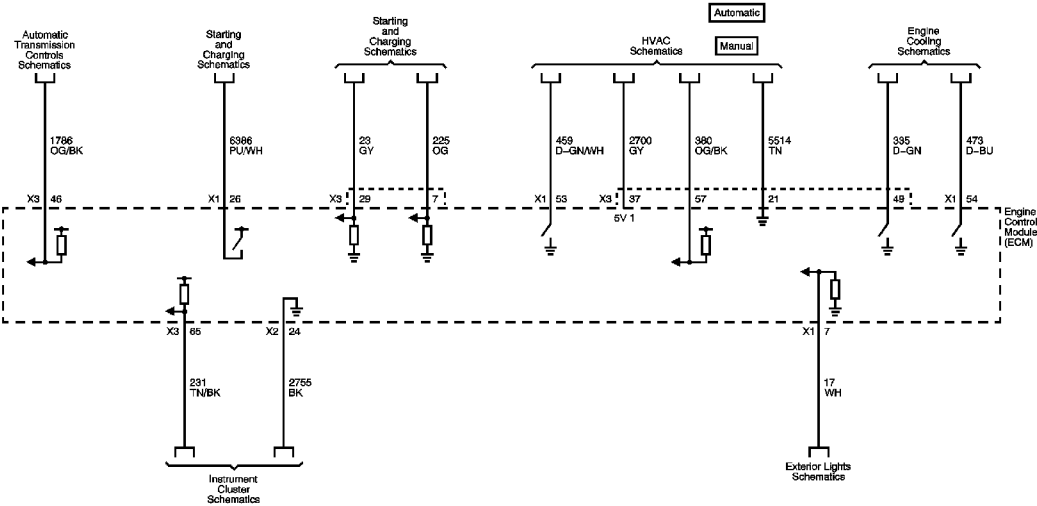 Automatic
Transmission
Controls
Schematics
Starting
and
Charging
Schematics
Starting
and
Charging
Schematics
HVAC
Schematics
Automatic
Manual
Engine
Cooling
Schematics
1786
OG/BK
6986
PU/WH
23
GY
225
OG
459
D-GN/WH
2700
GY
380
OG/BK
5514
TN
335
D-GN
473
D-BU
X3 46
X1 26
X3 29
7
X1 53
X3 37
57
21
49
X1 54
5V 1
Engine
Control
Module
(ECM)
X3 65
X2 24
X1 7
231
TN/BK
2755
BK
17
WH
Instrument
Cluster
Schematics
Exterior Lights
Schematics